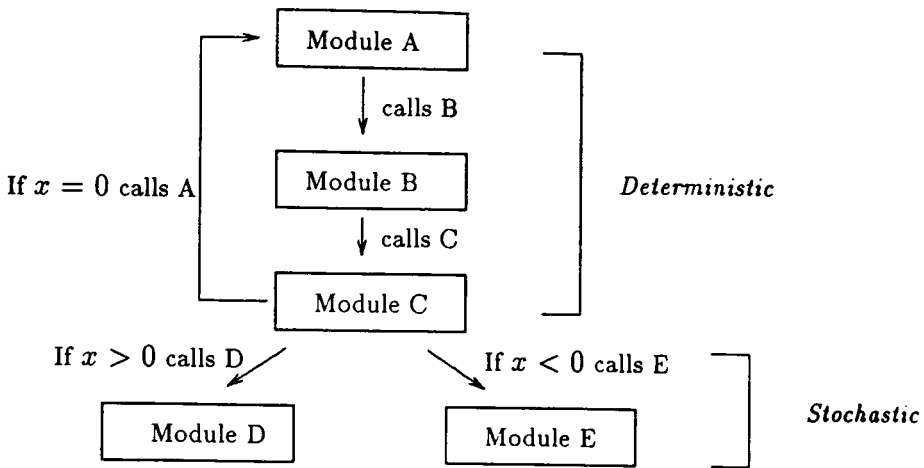 Module A
calls B
If x = 0 calls A
Module B
Deterministic
calls C
Module C
If x > 0 calls D
If x < 0 calls E
Module D
Module E
Stochastic